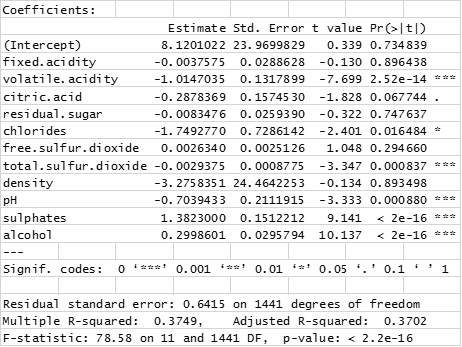 Coefficients:
Estimate Std. Error t value Pr(>|t|)
(Intercept) 8.1201022 23.9699829 0.339 0.734839
fixed.acidity -0.0037575 0.0288628 -0.130 0.896438
volatile.acidity -1.0147035 0.1317899 -7.699 2.52e-14 ***
citric.acid -0.2878369 0.1574530 -1.828 0.067744 .
residual.sugar -0.0083476 0.0259390 -0.322 0.747637
chlorides -1.7492770 0.7286142 -2.401 0.016484 *
free.sulfur.dioxide 0.0026340 0.0025126 1.048 0.294660
total.sulfur.dioxide -0.0029375 0.0008775 -3.347 0.000837 ***
density -3.2758351 24.4642253 -0.134 0.893498
pH -0.7039433 0.2111915 -3.333 0.000880 ***
sulphates 1.3823000 0.1512212 9.141 < 2e-16 ***
alcohol 0.2998601 0.0295794 10.137 < 2e-16 ***
---
Signif. codes: 0 ‘***’ 0.001 ‘**’ 0.01 ‘*’ 0.05 ‘.’ 0.1 ‘ ’ 1
Residual standard error: 0.6415 on 1441 degrees of freedom
Multiple R-squared: 0.3749, Adjusted R-squared: 0.3702
F-statistic: 78.58 on 11 and 1441 DF, p-value: < 2.2e-16